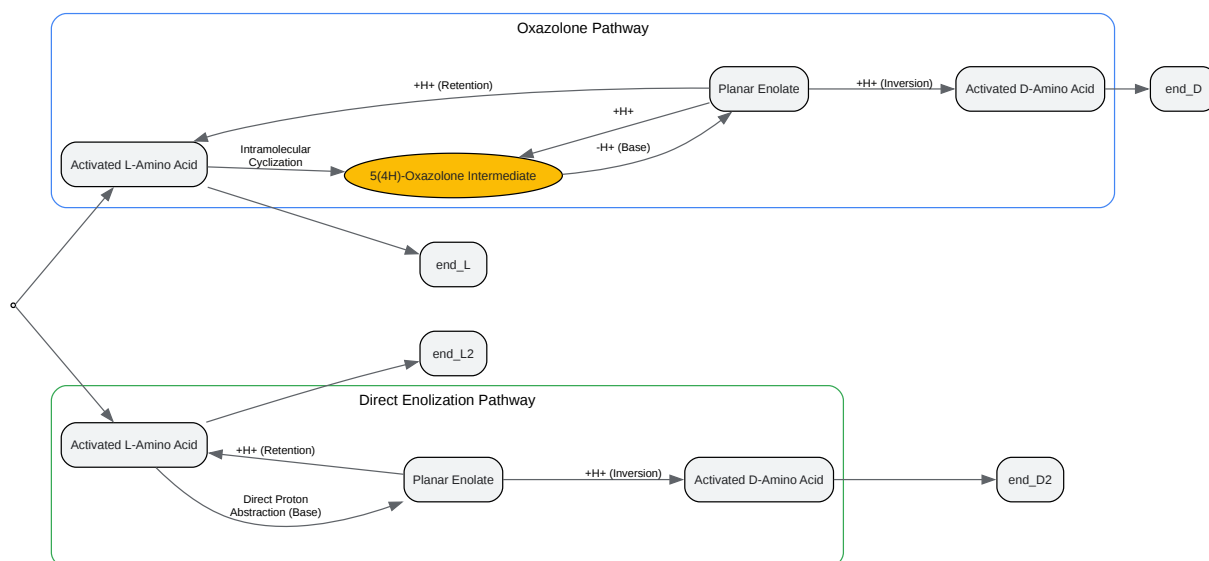 Oxazolone Pathway
+H+ (Retention)
Planar Enolate
+H+ (Inversion)
Activated D-Amino Acid
end_D
+H+
Activated L-Amino Acid
Intramolecular
Cyclization
5(4H)-Oxazolone Intermediate
-H+ (Base)
end_L
end_L2
Direct Enolization Pathway
Activated L-Amino Acid
+H+ (Retention)
Direct Proton
Abstraction (Base)
Planar Enolate
+H+ (Inversion)
Activated D-Amino Acid
end_D2